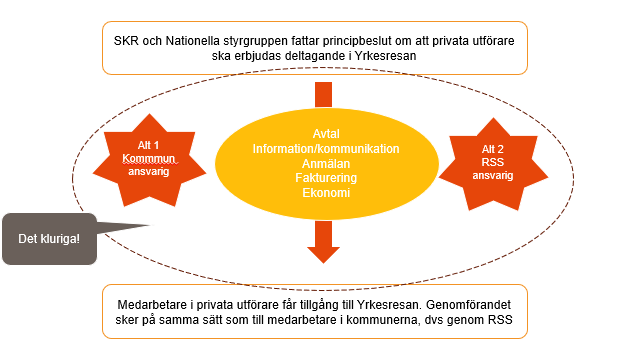 SKR och Nationella styrgruppen fattar principbeslut om att privata utförare
ska erbjudas deltagande i Yrkesresan
Alt 1
Kommmun
ansvarig
Avtal
Information/kommunikation
Anmälan
Fakturering
Ekonomi
Alt 2
RSS
ansvarig
Det kluriga!
Medarbetare i privata utförare får tillgång till Yrkesresan. Genomförandet
sker på samma sätt som till medarbetare i kommunerna, dvs genom RSS